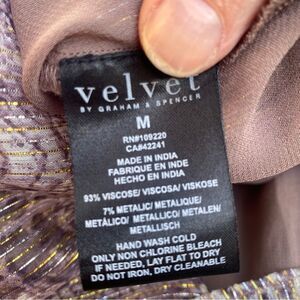 velvet
BY GRAHAM & SPENCER
M
RN#109220
CA#42241
MADE IN INDIA
FABRIQUE EN INDE
HECHO EN INDIA
93% VISCOSE/ VISCOSA/ VISKOSE
7% METALIC/ METALIQUE/
METÁLICO/ METALLICO/ METALEN/
METALLISCH
HAND WASH COLD
ONLY NON CHLORINE BLEACH
IF NEEDED, LAY FLAT TO DRY
DO NOT IRON, DRY CLEANABLE